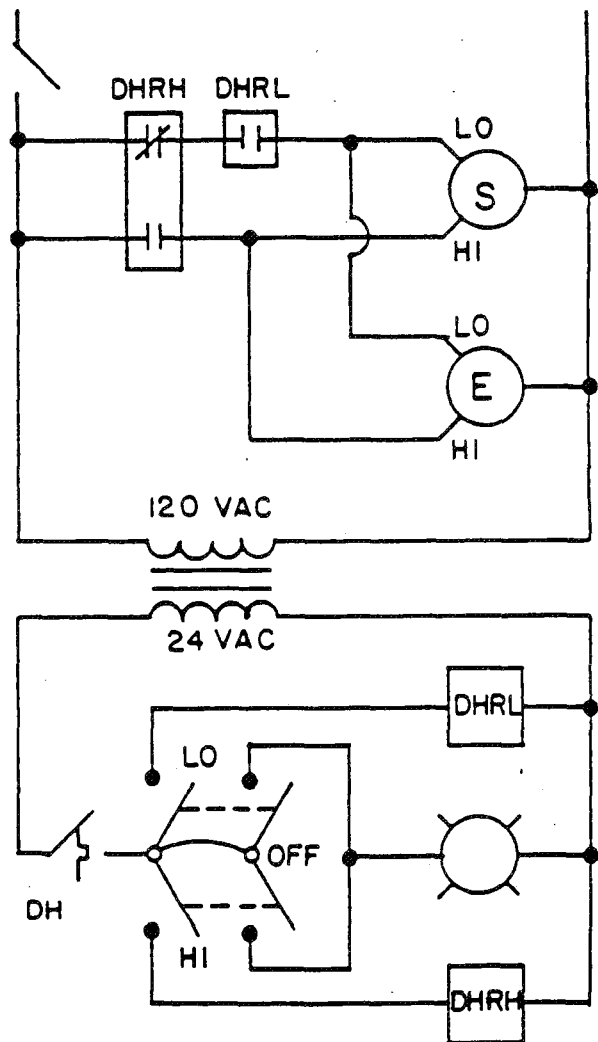 DHRH DHRL
LO
S
HI
LO
E
HI
120 VAC
24 VAC
DHRL
LO
OFF
DH
HI
DHRH